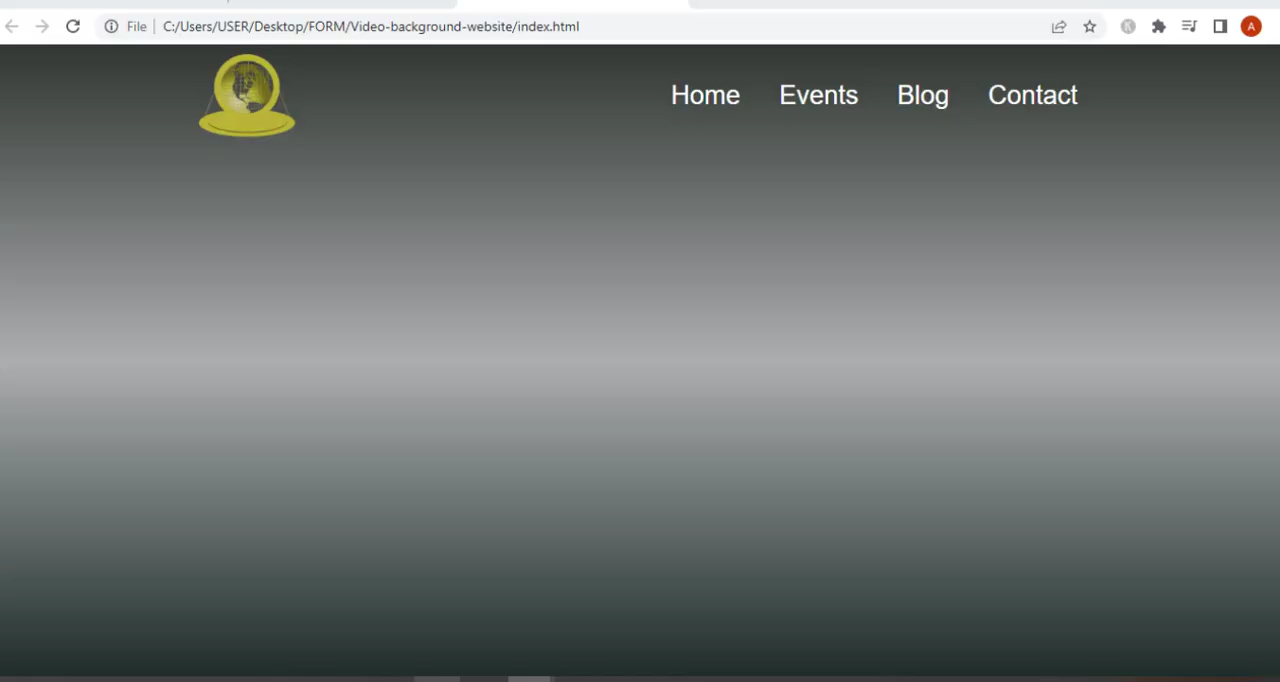 File C:/Users/USER/Desktop/FORM/Video-background-website/index.html
K
A
Home Events Blog Contact